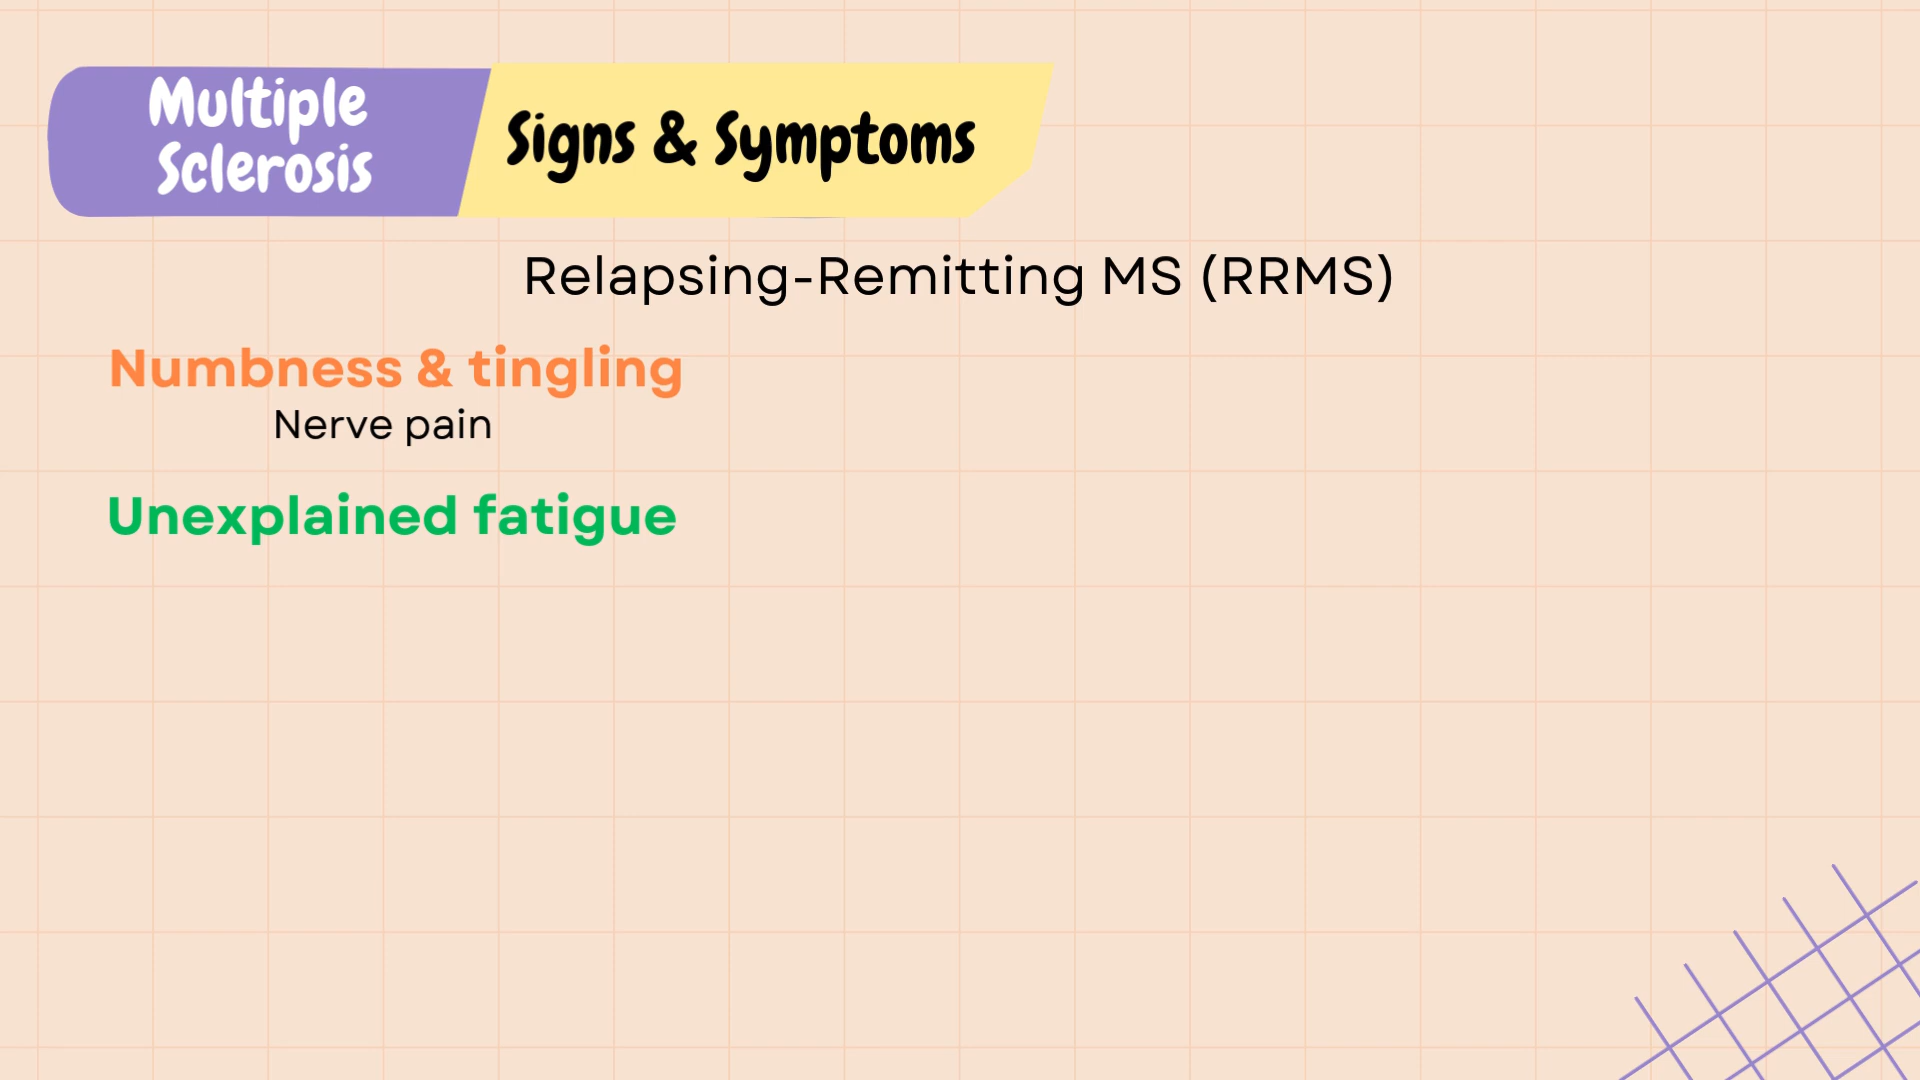 Multiple
Sclerosis
Signs & Symptoms
Relapsing-Remitting MS (RRMS)
Numbness & tingling
Nerve pain
Unexplained fatigue